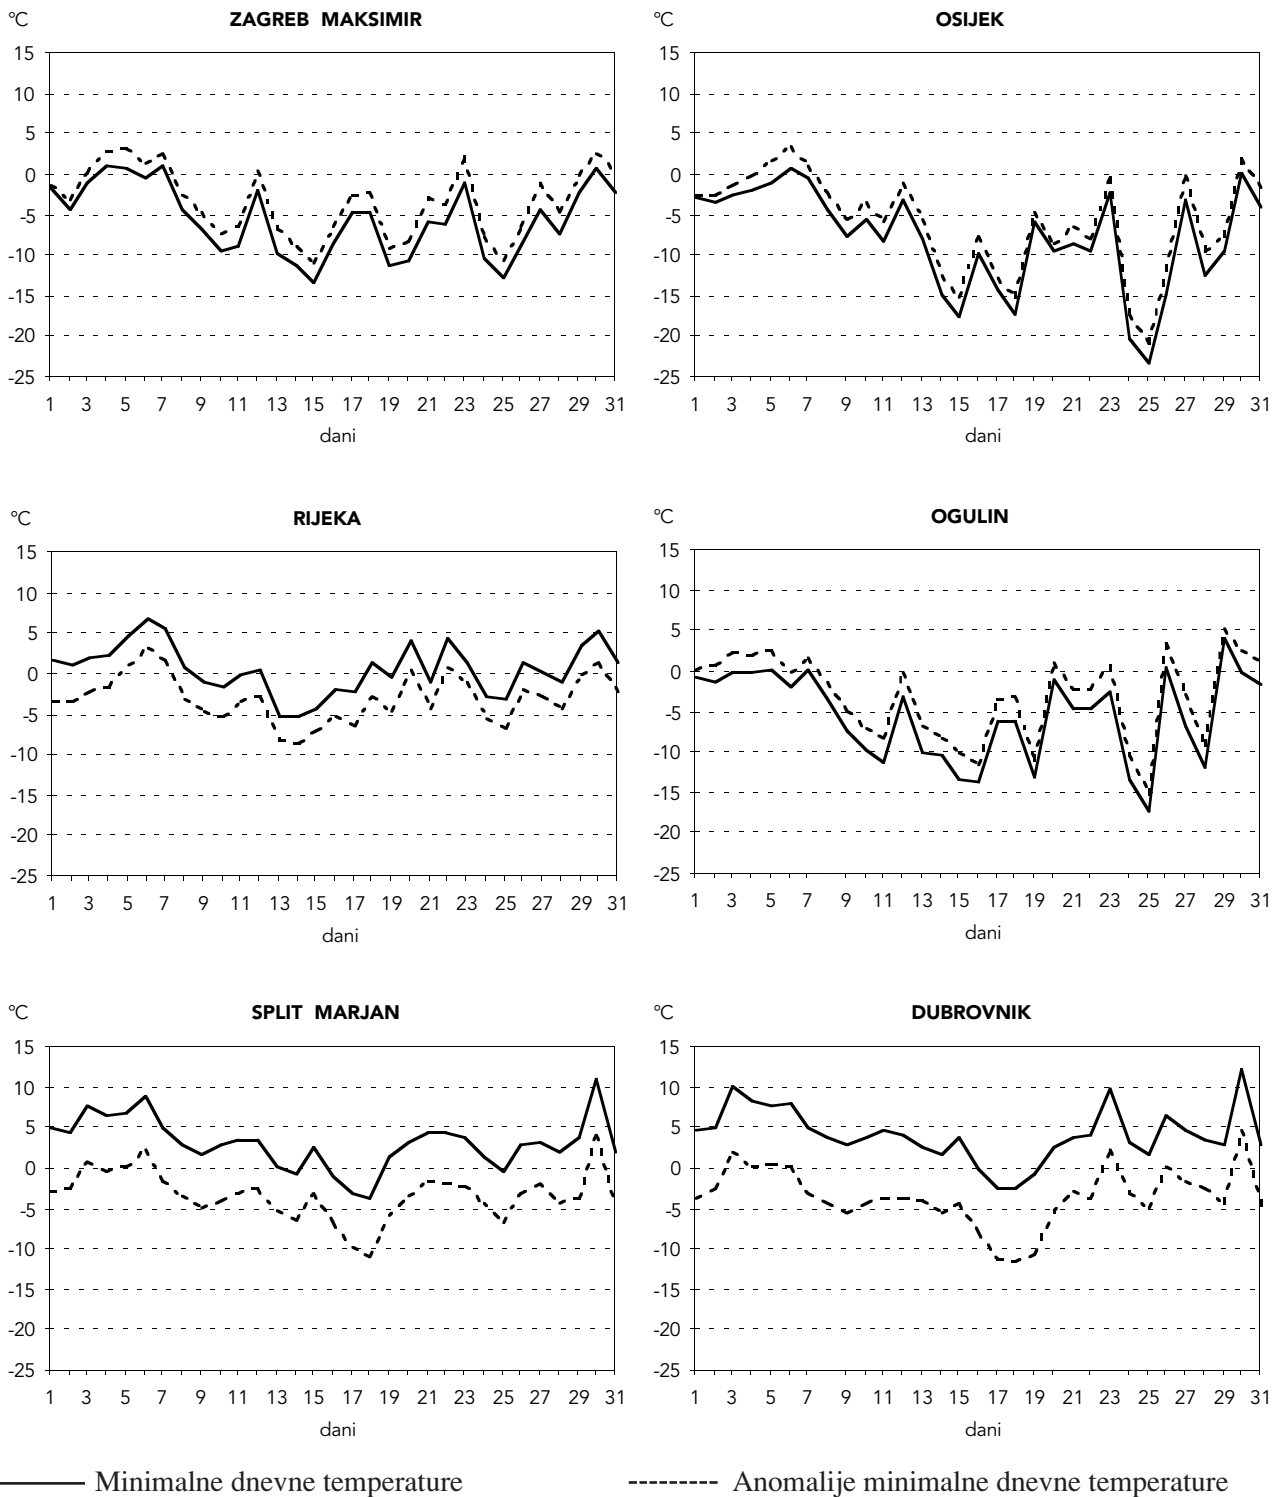 °C ZAGREB MAKSIMIR
15
10
5
0
-5
-10
-15
-20
-25
1 3 5 7 9 11 13 15 17 19 21 23 25 27 29 31
dani
°C OSIJEK
15
10
5
0
-5
-10
-15
-20
-25
1 3 5 7 9 11 13 15 17 19 21 23 25 27 29 31
dani
°C RIJEKA
15
10
5
0
-5
-10
-15
-20
-25
1 3 5 7 9 11 13 15 17 19 21 23 25 27 29 31
dani
°C OGULIN
15
10
5
0
-5
-10
-15
-20
-25
1 3 5 7 9 11 13 15 17 19 21 23 25 27 29 31
dani
°C SPLIT MARJAN
15
10
5
0
-5
-10
-15
-20
-25
1 3 5 7 9 11 13 15 17 19 21 23 25 27 29 31
dani
°C DUBROVNIK
15
10
5
0
-5
-10
-15
-20
-25
1 3 5 7 9 11 13 15 17 19 21 23 25 27 29 31
dani
Minimalne dnevne temperature
Anomalije minimalne dnevne temperature